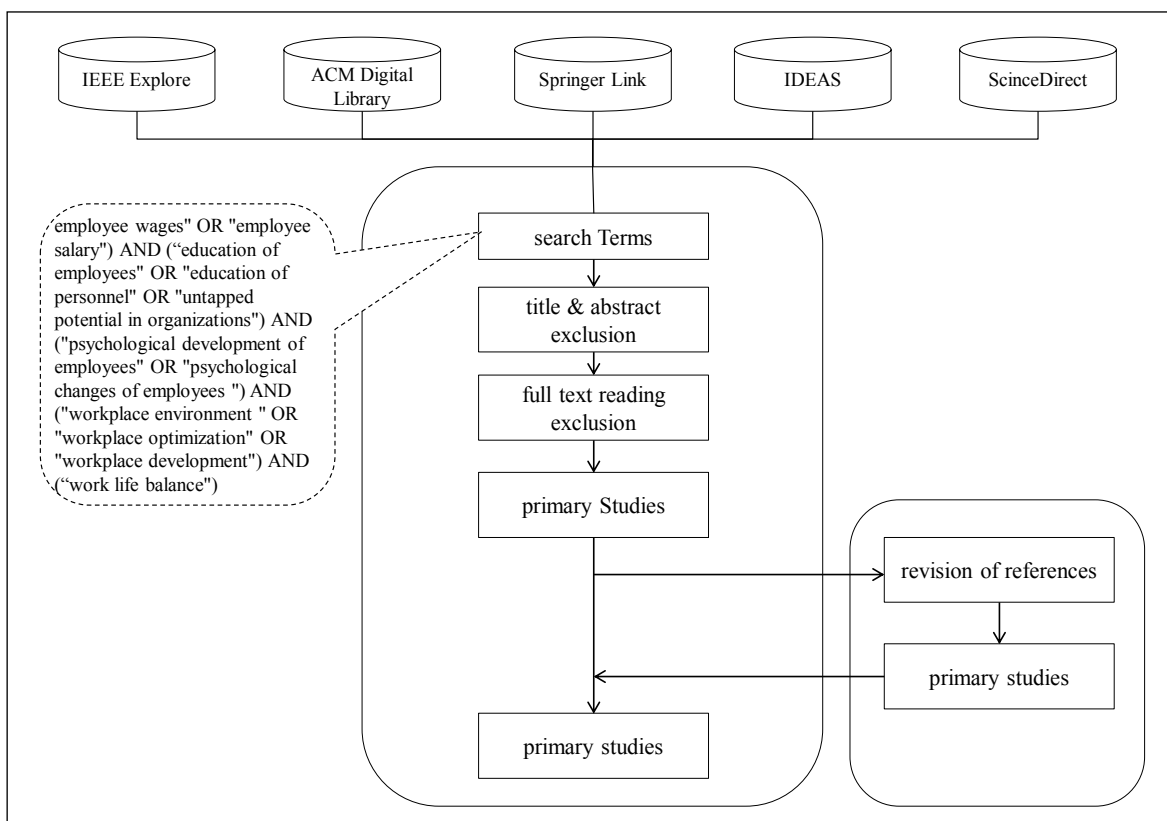 IEEE Explore
ACM Digital
Library
Springer Link
IDEAS
ScinceDirect
employee wages" OR "employee
salary") AND (“education of
employees" OR "education of
personnel" OR "untapped
potential in organizations") AND
("psychological development of
employees" OR "psychological
changes of employees ") AND
("workplace environment " OR
"workplace optimization" OR
"workplace development") AND
(“work life balance")
search Terms
title & abstract
exclusion
full text reading
exclusion
primary Studies
revision of references
primary studies
primary studies